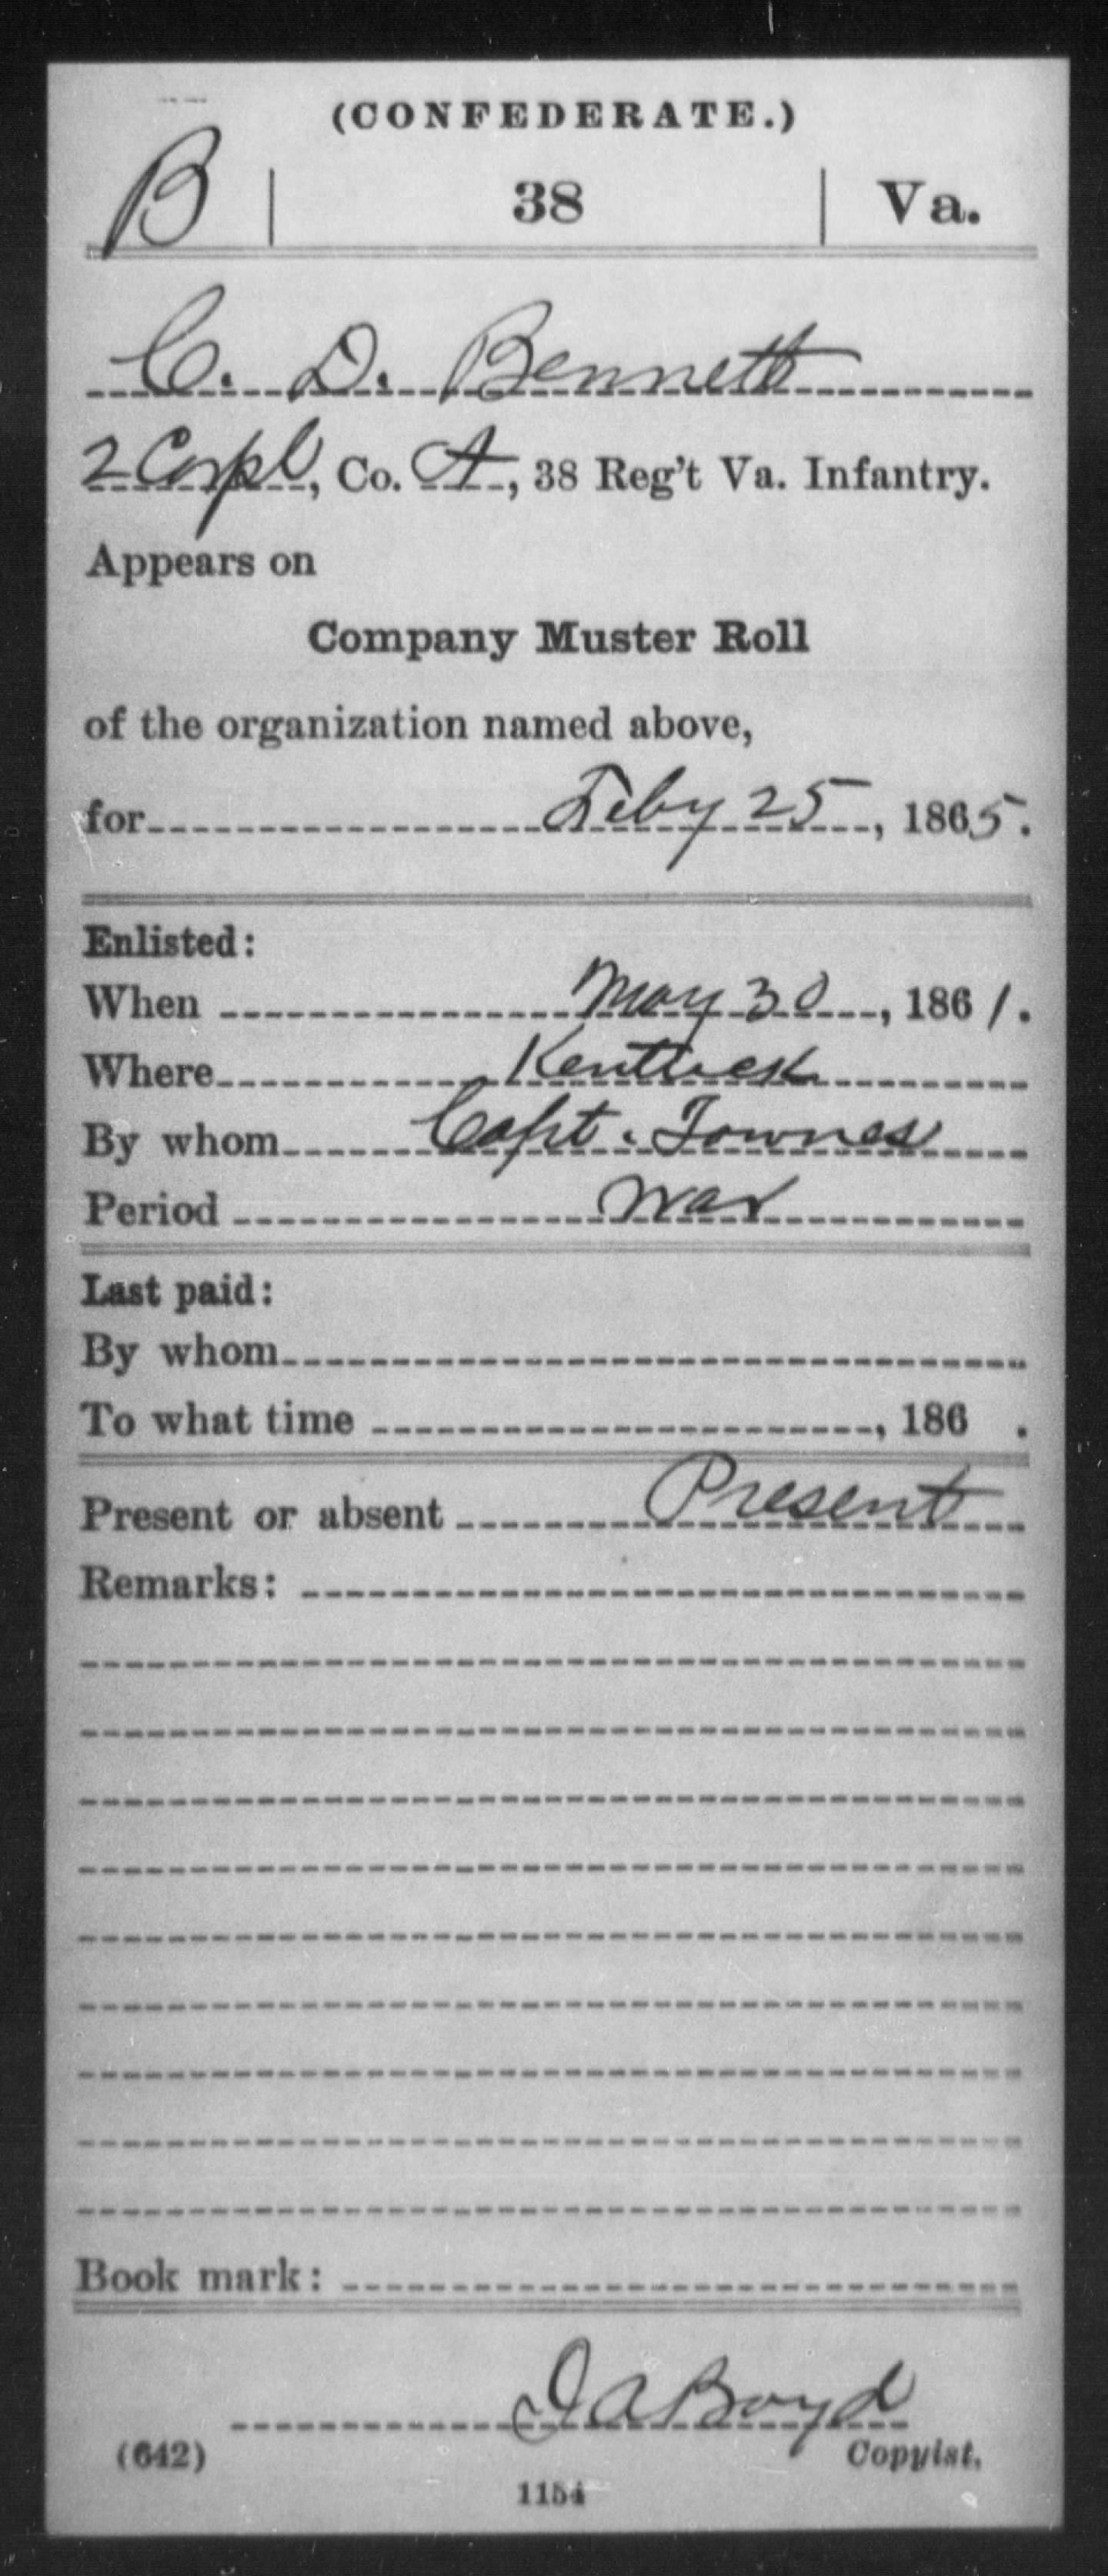 (CONFEDERATE.)
B | 38 | Va.
C. D. Bennett
2 Corpl, Co. A, 38 Reg't Va. Infantry.
Appears on
Company Muster Roll
of the organization named above,
for Feby 25, 1865.
Enlisted:
When May 30, 1861.
Where Kentuck
By whom Capt. Townes
Period War
Last paid:
By whom
To what time , 186 .
Present or absent Present
Remarks:
Book mark:
J A Boyd
(642) Copyist.
1154